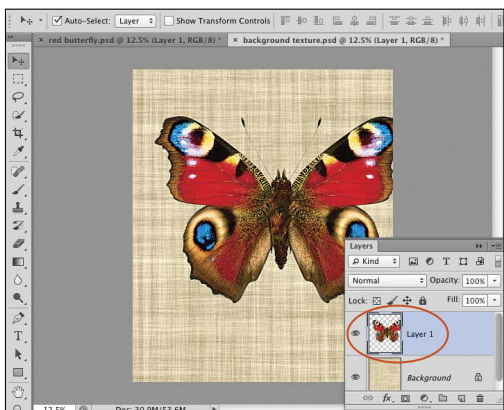 Auto-Select: Layer Show Transform Controls
× red butterfly.psd @ 12.5% (Layer 1, RGB/8) * × background texture.psd @ 12.5% (Layer 1, RGB/8) *
Layers
Kind
Normal Opacity: 100%
Lock: Fill: 100%
Layer 1
Background
fx
12.5% Doc: 30.9M/53.6M